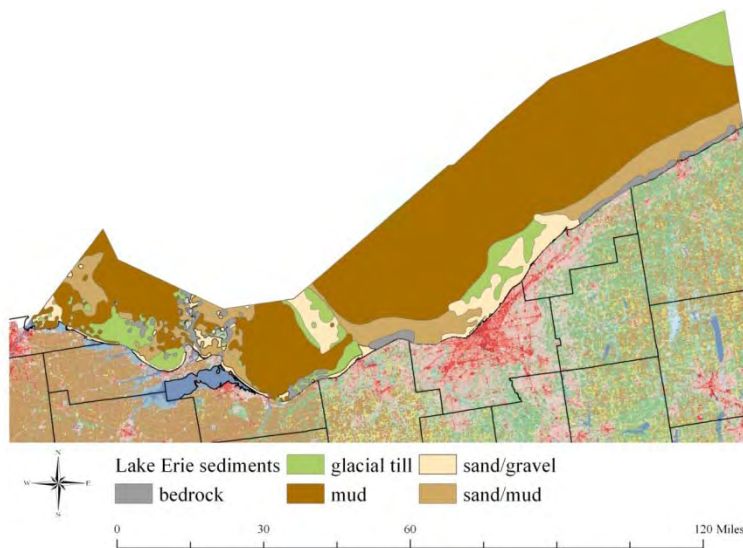 N
W E
S
Lake Erie sediments glacial till sand/gravel
bedrock mud sand/mud
0 30 60 120 Miles